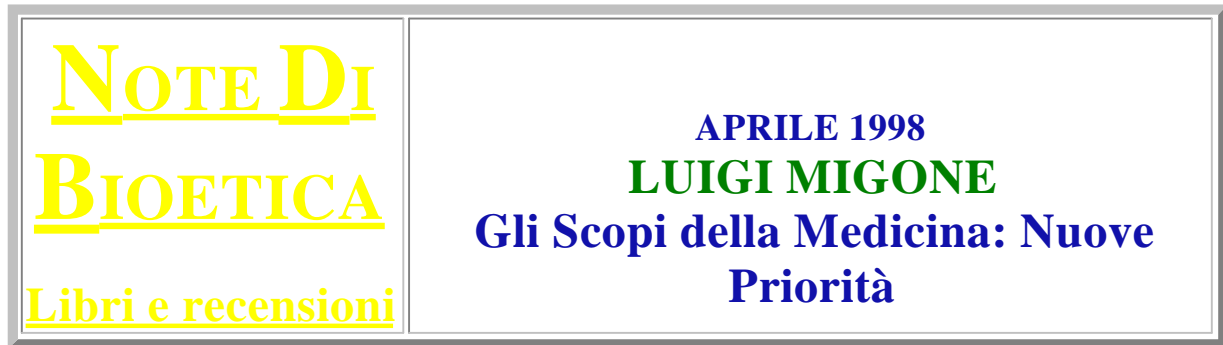 NOTE DI
BIOETICA
Libri e recensioni
APRILE 1998
LUIGI MIGONE
Gli Scopi della Medicina: Nuove
Priorità